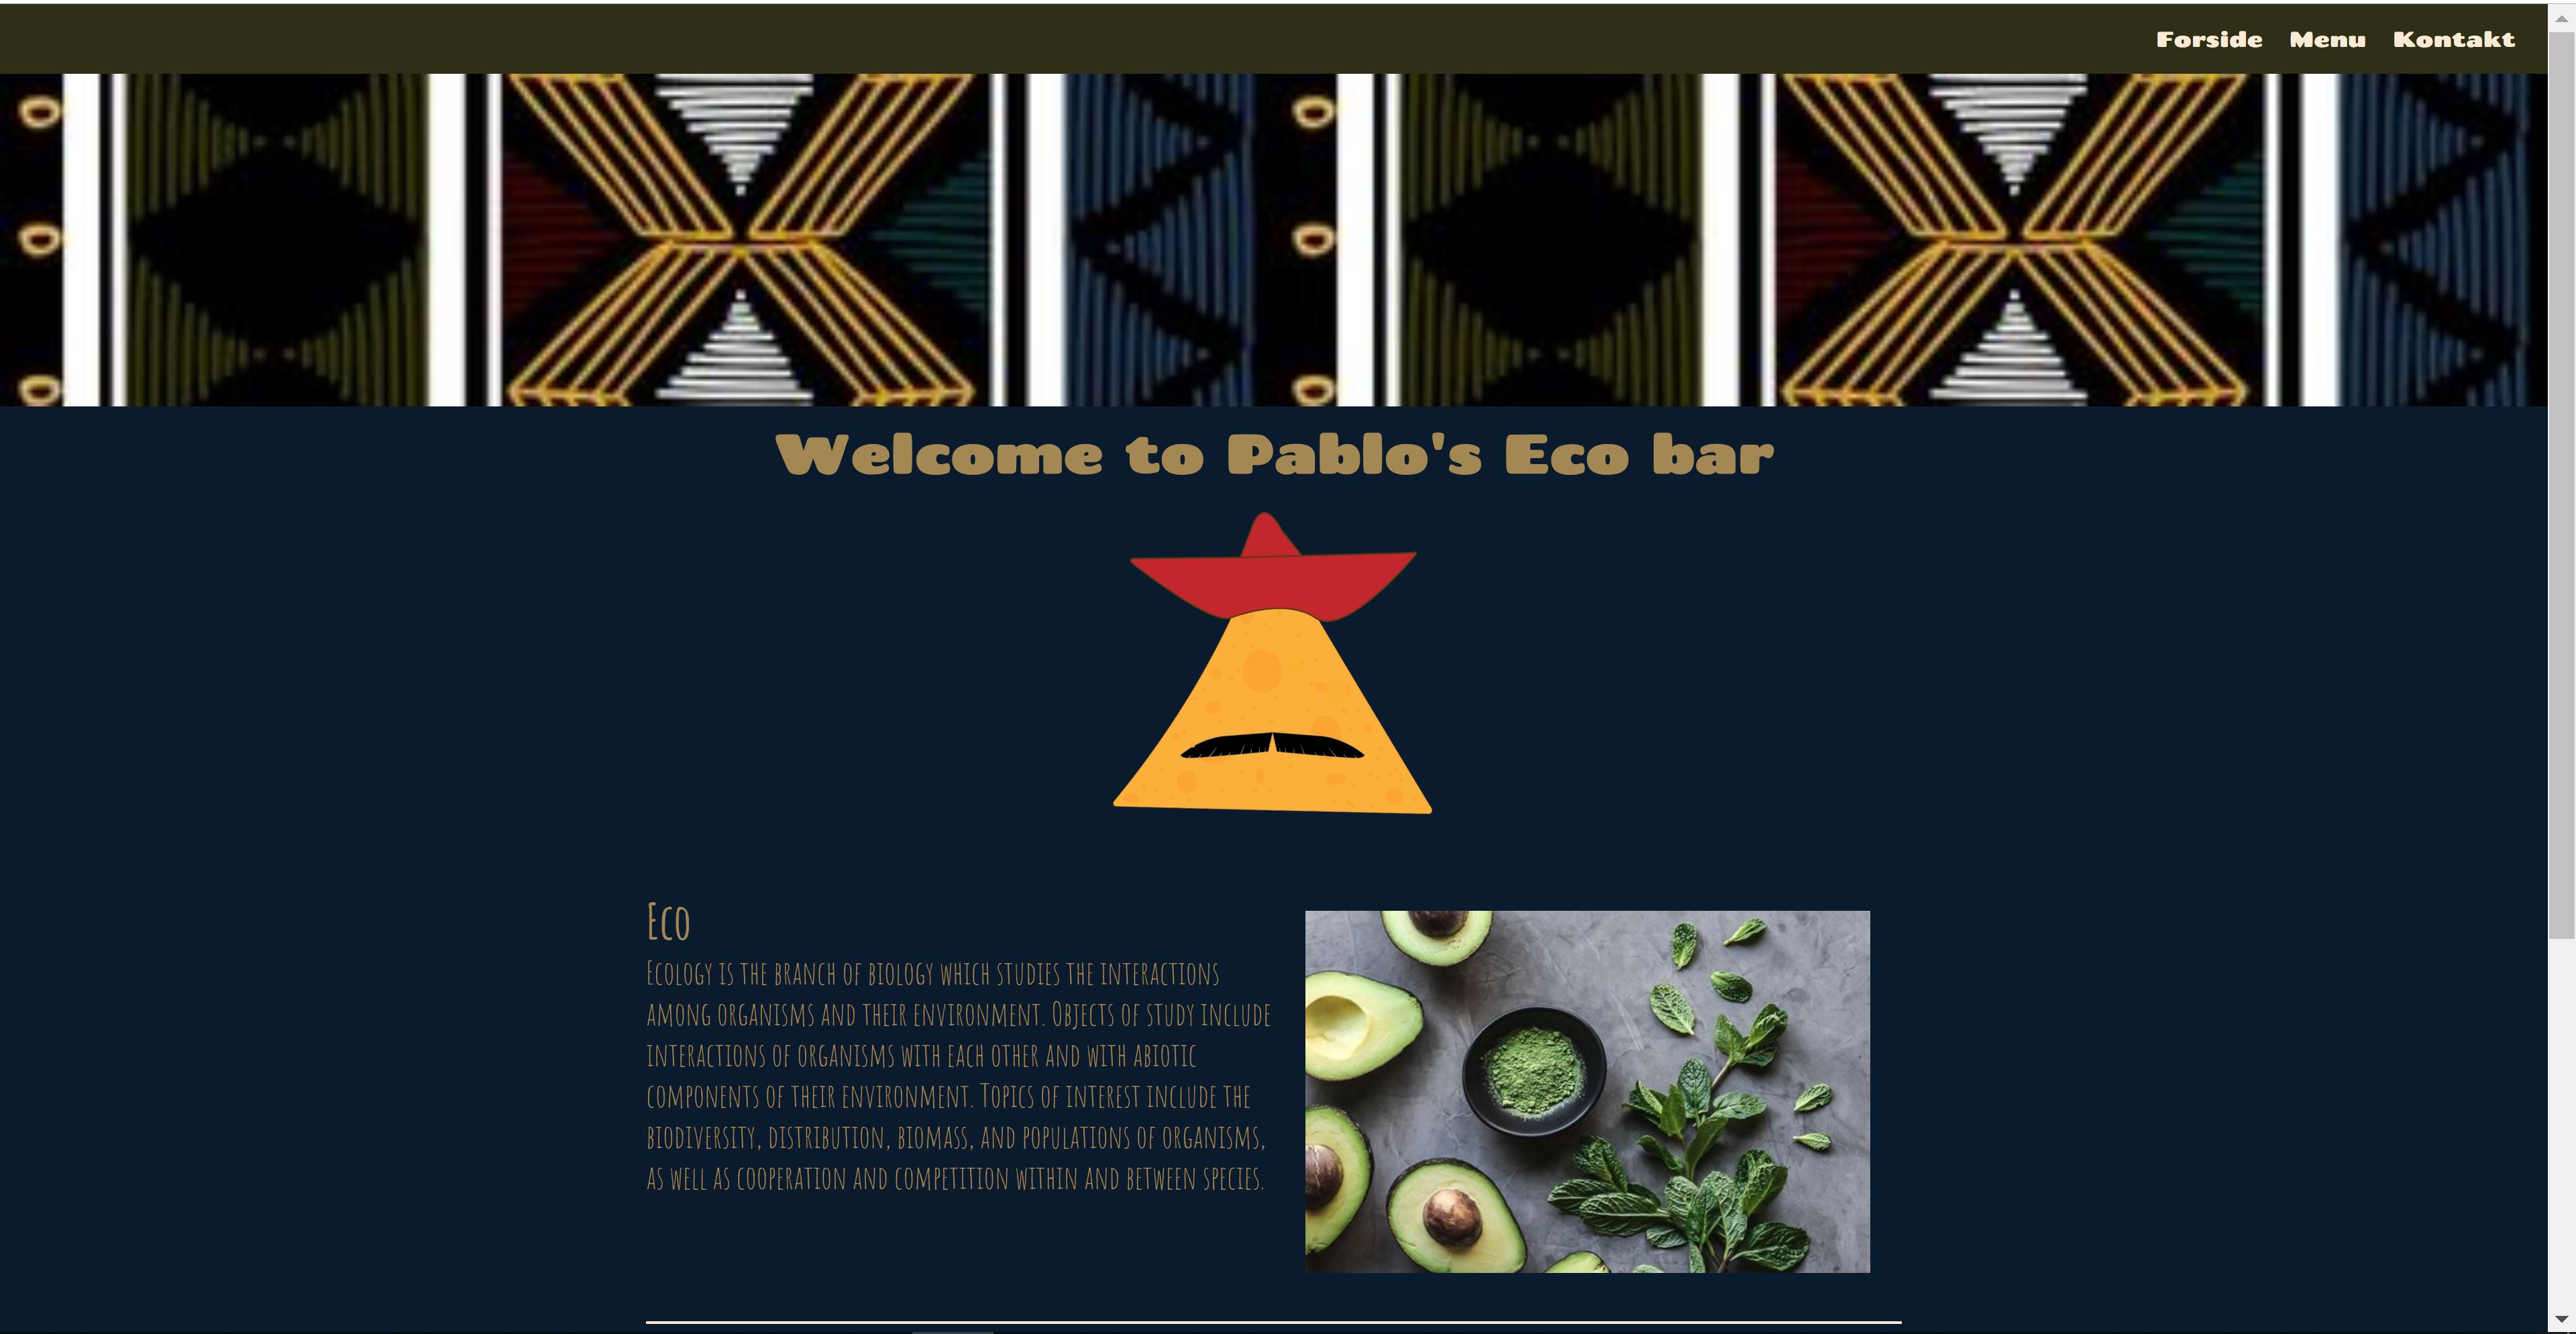 Forside Menu Kontakt
Welcome to Pablo's Eco bar
Eco
Ecology is the branch of biology which studies the interactions
among organisms and their environment. Objects of study include
interactions of organisms with each other and with abiotic
components of their environment. Topics of interest include the
biodiversity, distribution, biomass, and populations of organisms,
as well as cooperation and competition within and between species.